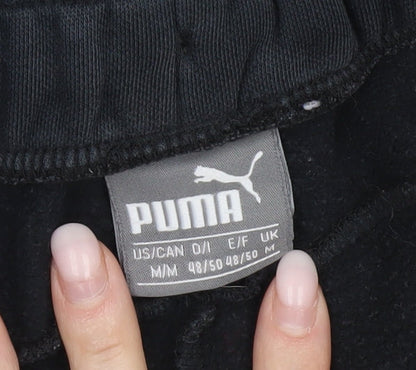 PUMA
US/CAN D/I E/F UK
M/M 48/50 48/50 M